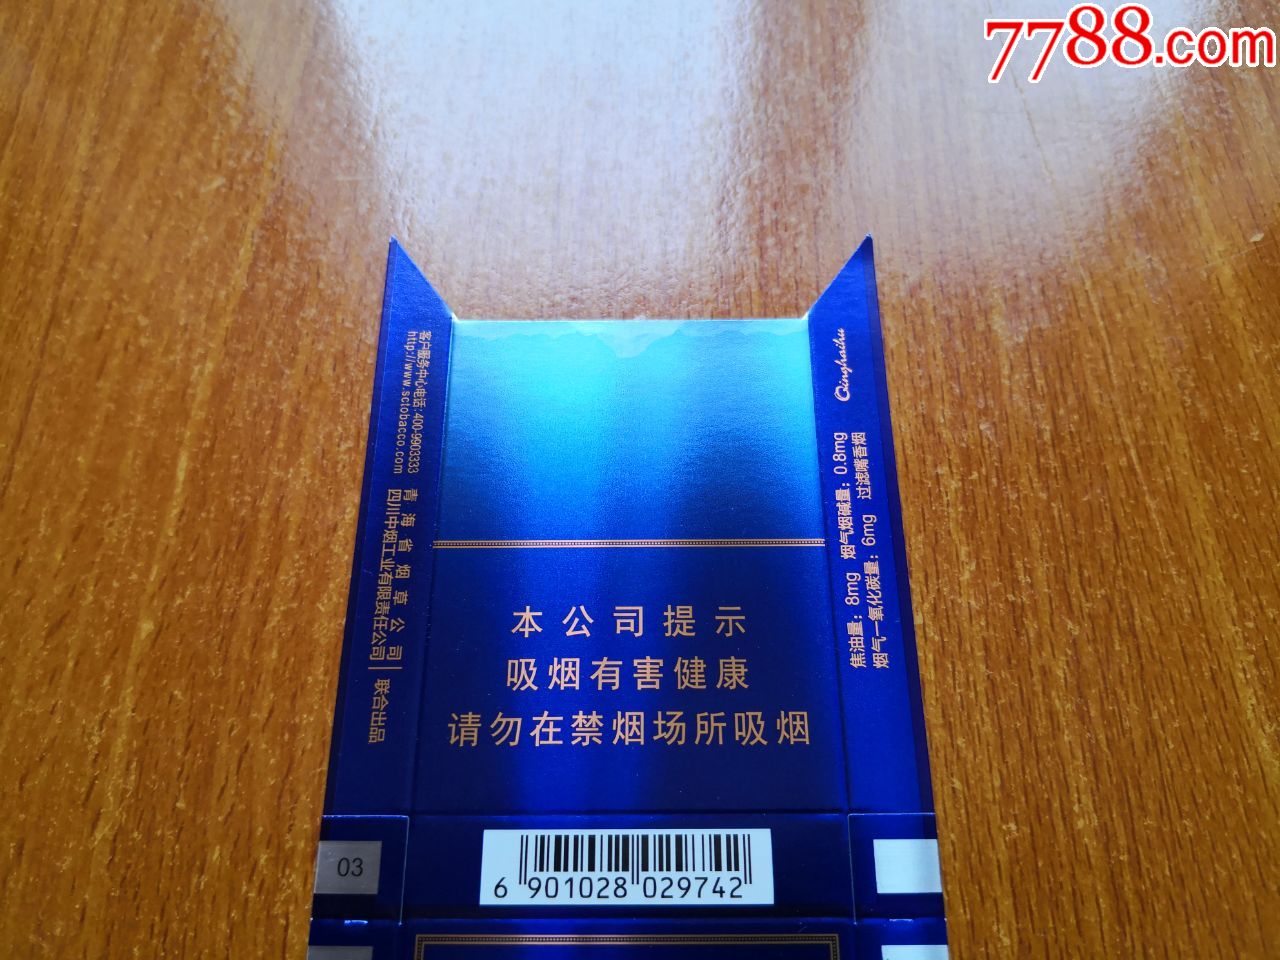 7788.com
客户服务中心电话:400-9903333
http://www.sctobacco.com
青海省烟草公司
四川中烟工业有限责任公司
联合出品
Qinghaihu
焦油量：8mg 烟气烟碱量：0.8mg
烟气一氧化碳量：6mg 过滤嘴香烟
本公司提示
吸烟有害健康
请勿在禁烟场所吸烟
03
6 901028 029742